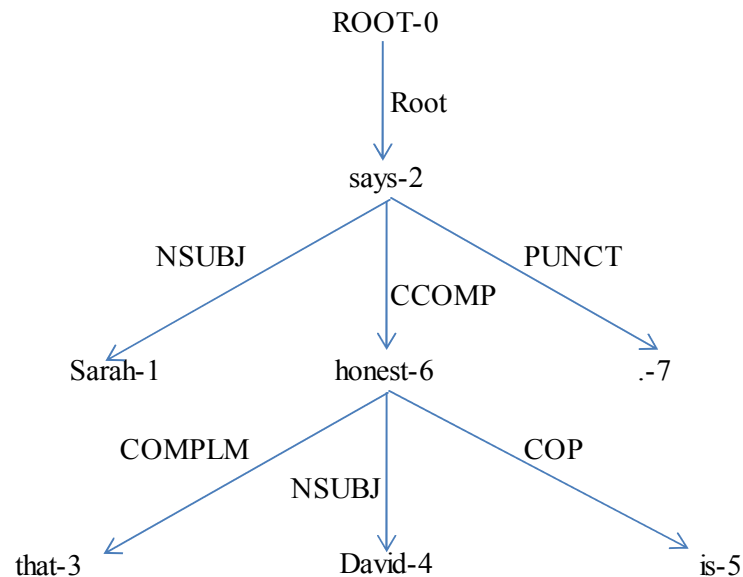 ROOT-0
Root
says-2
NSUBJ
PUNCT
CCOMP
Sarah-1
honest-6
.-7
COMPLM
COP
NSUBJ
that-3
David-4
is-5